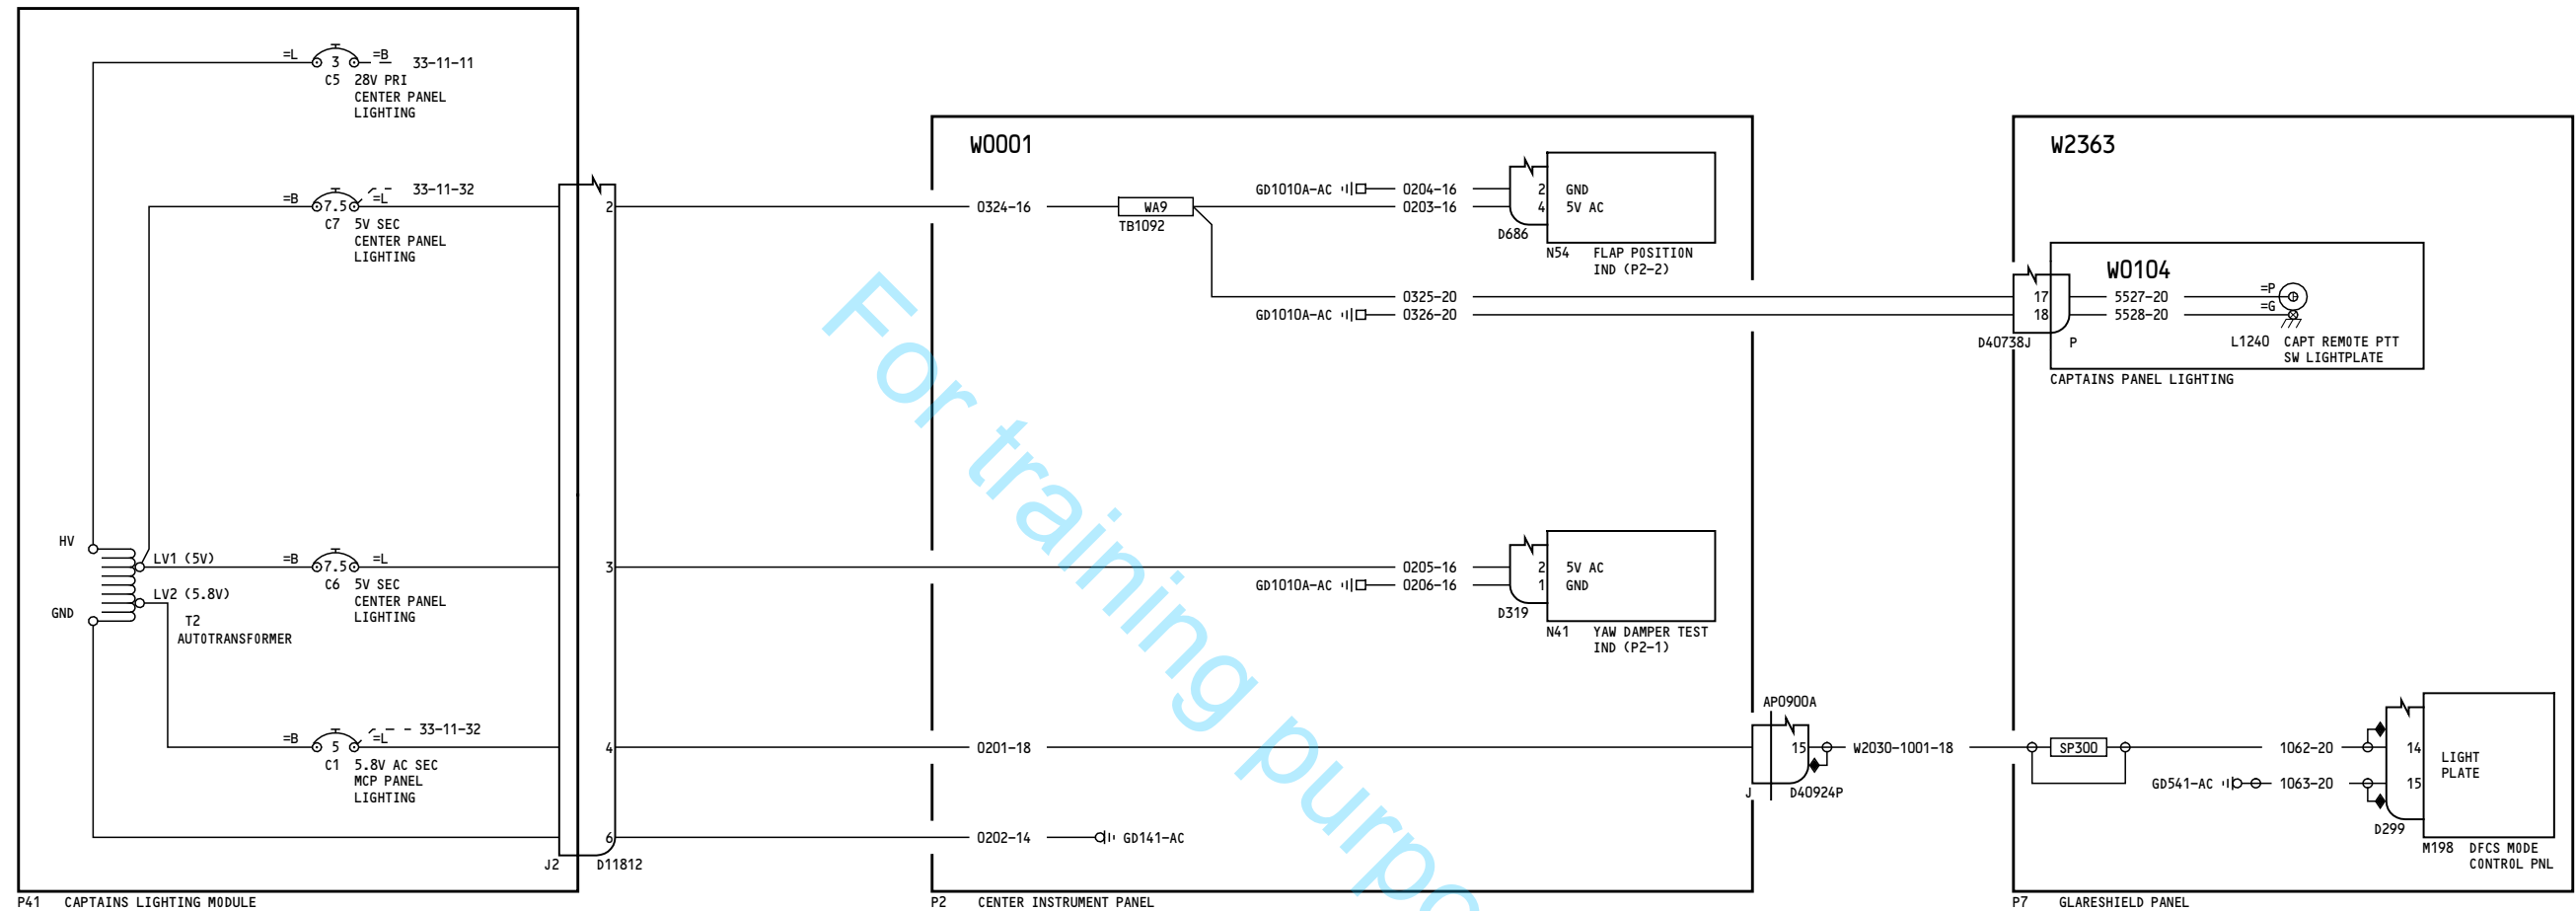 =L 3 =B 33-11-11
C5 28V PRI
CENTER PANEL
LIGHTING
=B 7.5 =L 33-11-32
C7 5V SEC
CENTER PANEL
LIGHTING
HV
LV1 (5V)
=B 7.5 =L
C6 5V SEC
CENTER PANEL
LIGHTING
LV2 (5.8V)
GND
T2
AUTOTRANSFORMER
=B 5 =L 33-11-32
C1 5.8V AC SEC
MCP PANEL
LIGHTING
2
3
4
6
J2 D11812
P41 CAPTAINS LIGHTING MODULE
W0001
0324-16
WA9
TB1092
GD1010A-AC 0204-16 2 GND
0203-16 4 5V AC
D686
N54 FLAP POSITION
IND (P2-2)
0325-20
GD1010A-AC 0326-20
0205-16 2 5V AC
GD1010A-AC 0206-16 1 GND
D319
N41 YAW DAMPER TEST
IND (P2-1)
0201-18
0202-14 GD141-AC
AP0900A
15 W2030-1001-18
J D40924P
P2 CENTER INSTRUMENT PANEL
W2363
W0104
17 5527-20 =P
18 5528-20 =G
D40738J P
L1240 CAPT REMOTE PTT
SW LIGHTPLATE
CAPTAINS PANEL LIGHTING
SP300 1062-20 14
GD541-AC 1063-20 15
LIGHT
PLATE
D299
M198 DFCS MODE
CONTROL PNL
P7 GLARESHIELD PANEL
For training purpo